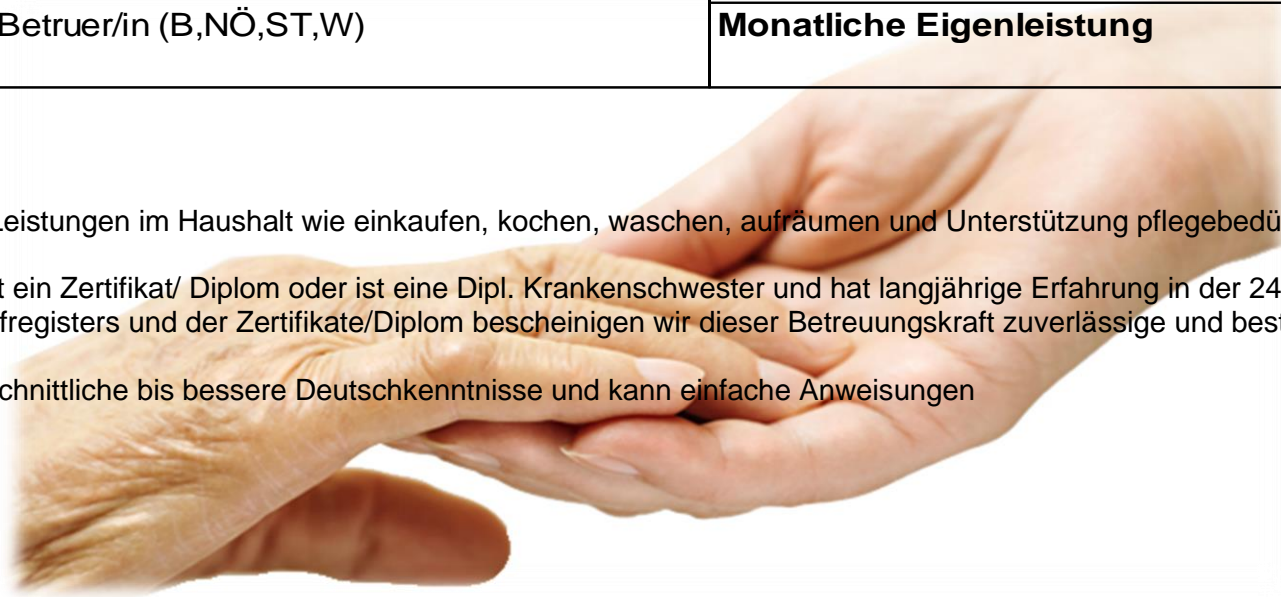 Betruer/in (B,NÖ,ST,W) Monatliche Eigenleistung
Leistungen im Haushalt wie einkaufen, kochen, waschen, aufräumen und Unterstützung pflegebedü
t ein Zertifikat/ Diplom oder ist eine Dipl. Krankenschwester und hat langjährige Erfahrung in der 24
fregisters und der Zertifikate/Diplom bescheinigen wir dieser Betreuungskraft zuverlässige und best
chnittliche bis bessere Deutschkenntnisse und kann einfache Anweisungen